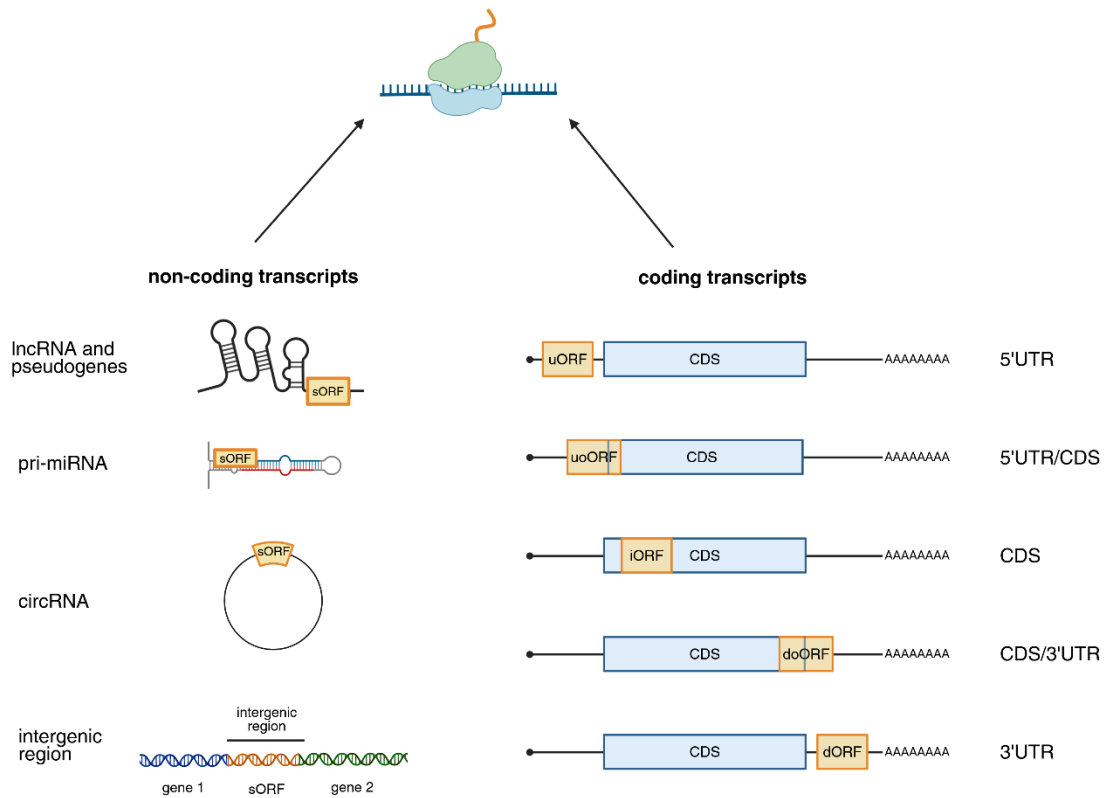 non-coding transcripts
coding transcripts
lncRNA and
pseudogenes
sORF
uORF
CDS
AAAAAAAA
5'UTR
pri-miRNA
sORF
uoORF
CDS
AAAAAAAA
5'UTR/CDS
circRNA
sORF
iORF
CDS
AAAAAAAA
CDS
CDS
doORF
AAAAAAAA
CDS/3'UTR
intergenic
region
intergenic
region
gene 1
sORF
gene 2
CDS
dORF
AAAAAAAA
3'UTR